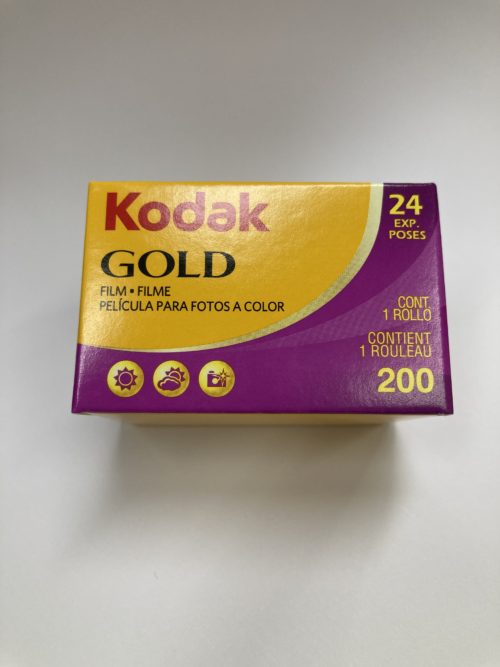 Kodak
GOLD
FILM • FILME
PELÍCULA PARA FOTOS A COLOR
24
EXP.
POSES
CONT.
1 ROLLO
CONTIENT
1 ROULEAU
200